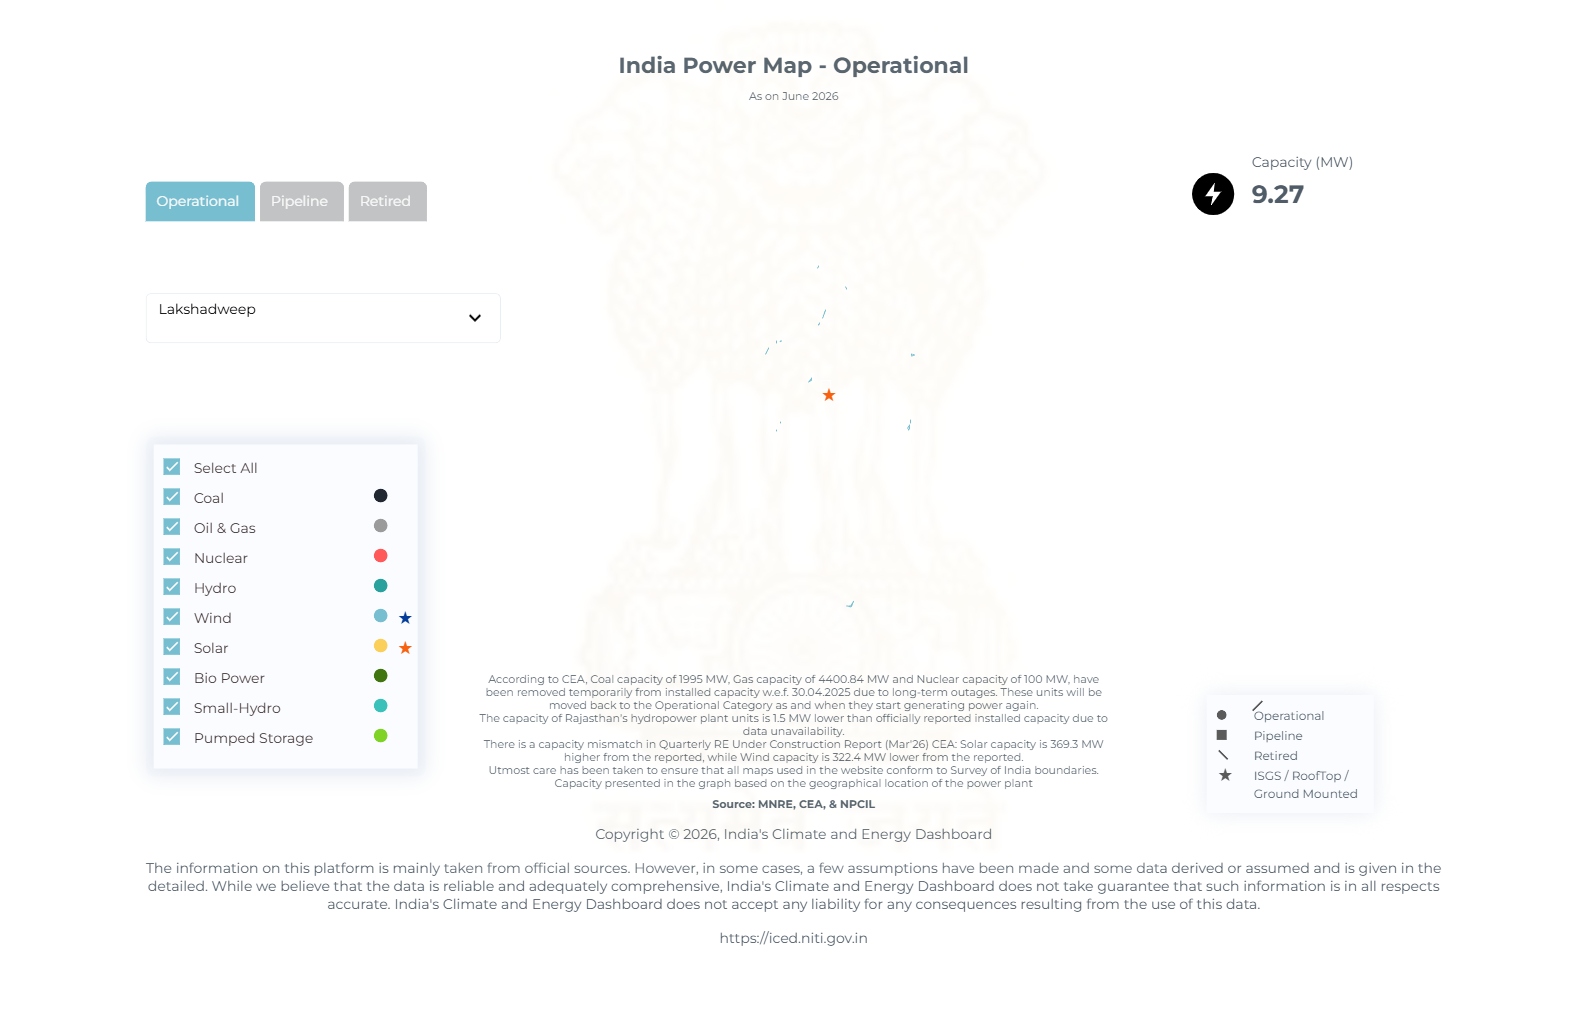 India Power Map - Operational
As on June 2026
Capacity (MW)
9.27
Operational
Pipeline
Retired
Lakshadweep
Select All
Coal
Oil & Gas
Nuclear
Hydro
Wind
Solar
Bio Power
Small-Hydro
Pumped Storage
According to CEA, Coal capacity of 1995 MW, Gas capacity of 4400.84 MW and Nuclear capacity of 100 MW, have
been removed temporarily from installed capacity w.e.f. 30.04.2025 due to long-term outages. These units will be
moved back to the Operational Category as and when they start generating power again.
The capacity of Rajasthan's hydropower plant units is 1.5 MW lower than officially reported installed capacity due to
data unavailability.
There is a capacity mismatch in Quarterly RE Under Construction Report (Mar'26) CEA: Solar capacity is 369.3 MW
higher from the reported, while Wind capacity is 322.4 MW lower from the reported.
Utmost care has been taken to ensure that all maps used in the website conform to Survey of India boundaries.
Capacity presented in the graph based on the geographical location of the power plant
Source: MNRE, CEA, & NPCIL
Operational
Pipeline
Retired
ISGS / RoofTop /
Ground Mounted
Copyright © 2026, India's Climate and Energy Dashboard
The information on this platform is mainly taken from official sources. However, in some cases, a few assumptions have been made and some data derived or assumed and is given in the
detailed. While we believe that the data is reliable and adequately comprehensive, India's Climate and Energy Dashboard does not take guarantee that such information is in all respects
accurate. India's Climate and Energy Dashboard does not accept any liability for any consequences resulting from the use of this data.
https://iced.niti.gov.in